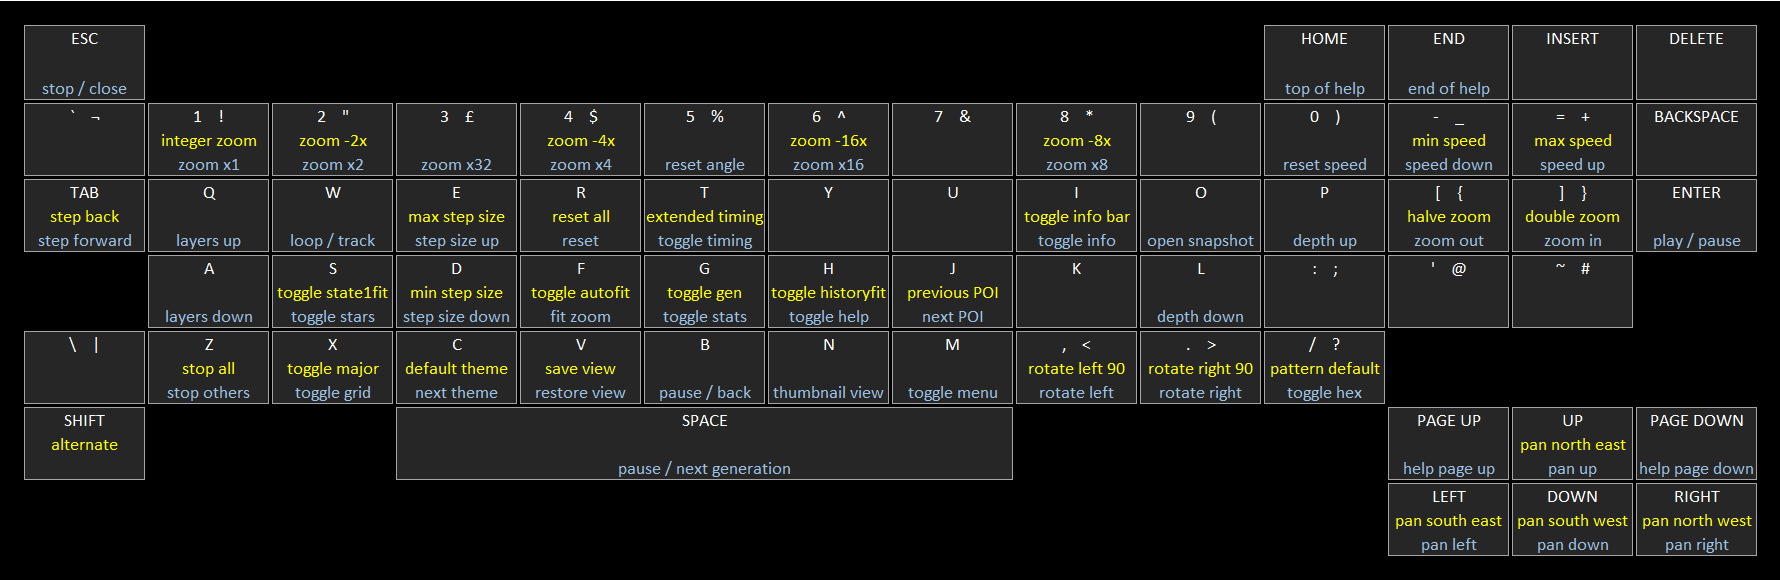 ESC
stop / close
HOME
top of help
END
end of help
INSERT
DELETE
` ¬
1 !
integer zoom
zoom x1
2 "
zoom -2x
zoom x2
3 £
zoom x32
4 $
zoom -4x
zoom x4
5 %
reset angle
6 ^
zoom -16x
zoom x16
7 &
8 *
zoom -8x
zoom x8
9 (
0 )
reset speed
- _
min speed
speed down
= +
max speed
speed up
BACKSPACE
TAB
step back
step forward
Q
layers up
W
loop / track
E
max step size
step size up
R
reset all
reset
T
extended timing
toggle timing
Y
U
I
toggle info bar
toggle info
O
open snapshot
P
depth up
[ {
halve zoom
zoom out
] }
double zoom
zoom in
ENTER
play / pause
A
layers down
S
toggle state1fit
toggle stars
D
min step size
step size down
F
toggle autofit
fit zoom
G
toggle gen
toggle stats
H
toggle historyfit
toggle help
J
previous POI
next POI
K
L
depth down
: ;
' @
~ #
\ |
Z
stop all
stop others
X
toggle major
toggle grid
C
default theme
next theme
V
save view
restore view
B
pause / back
N
thumbnail view
M
toggle menu
, <
rotate left 90
rotate left
. >
rotate right 90
rotate right
/ ?
pattern default
toggle hex
SHIFT
alternate
SPACE
pause / next generation
PAGE UP
help page up
UP
pan north east
pan up
PAGE DOWN
help page down
LEFT
pan south east
pan left
DOWN
pan south west
pan down
RIGHT
pan north west
pan right